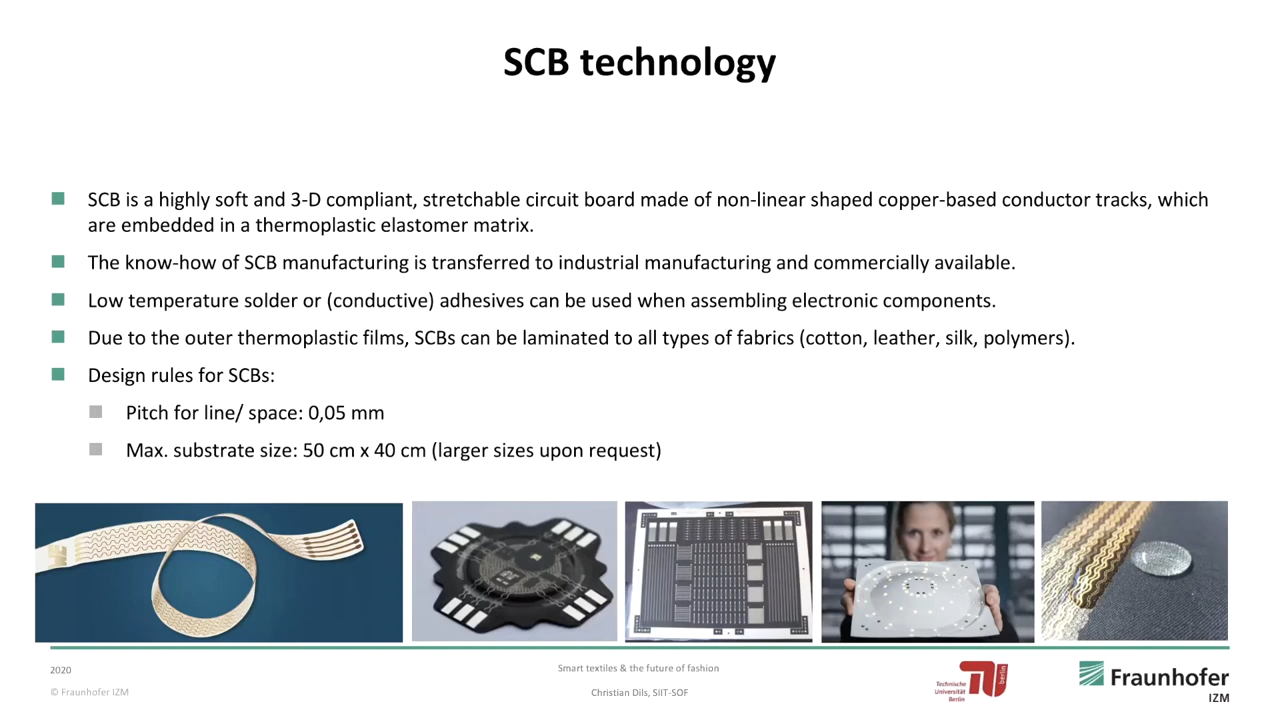 SCB technology
SCB is a highly soft and 3-D compliant, stretchable circuit board made of non-linear shaped copper-based conductor tracks, which
are embedded in a thermoplastic elastomer matrix.
The know-how of SCB manufacturing is transferred to industrial manufacturing and commercially available.
Low temperature solder or (conductive) adhesives can be used when assembling electronic components.
Due to the outer thermoplastic films, SCBs can be laminated to all types of fabrics (cotton, leather, silk, polymers).
Design rules for SCBs:
Pitch for line/ space: 0,05 mm
Max. substrate size: 50 cm x 40 cm (larger sizes upon request)
2020
Smart textiles & the future of fashion
© Fraunhofer IZM
Christian Dils, SIIT-SOF
Technische
Universität
Berlin
berlin
Fraunhofer
IZM